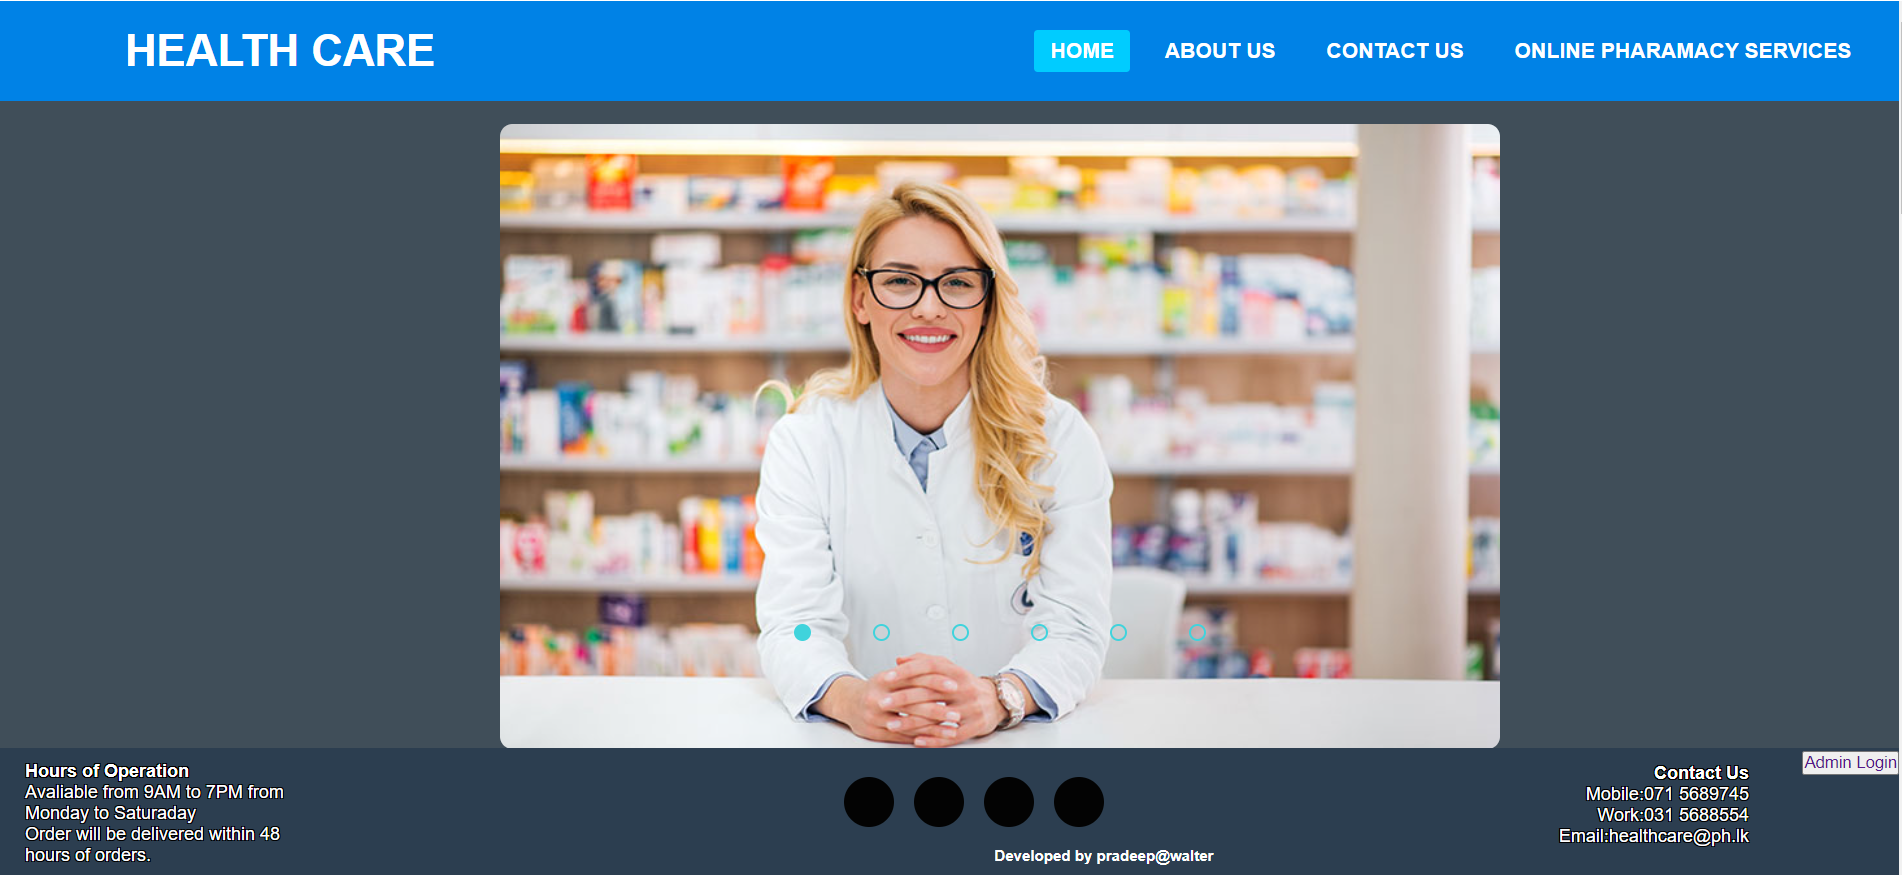 HEALTH CARE
HOME ABOUT US CONTACT US ONLINE PHARAMACY SERVICES
Hours of Operation
Avaliable from 9AM to 7PM from
Monday to Saturaday
Order will be delivered within 48
hours of orders.
Developed by pradeep@walter
Contact Us
Mobile:071 5689745
Work:031 5688554
Email:healthcare@ph.lk
Admin Login